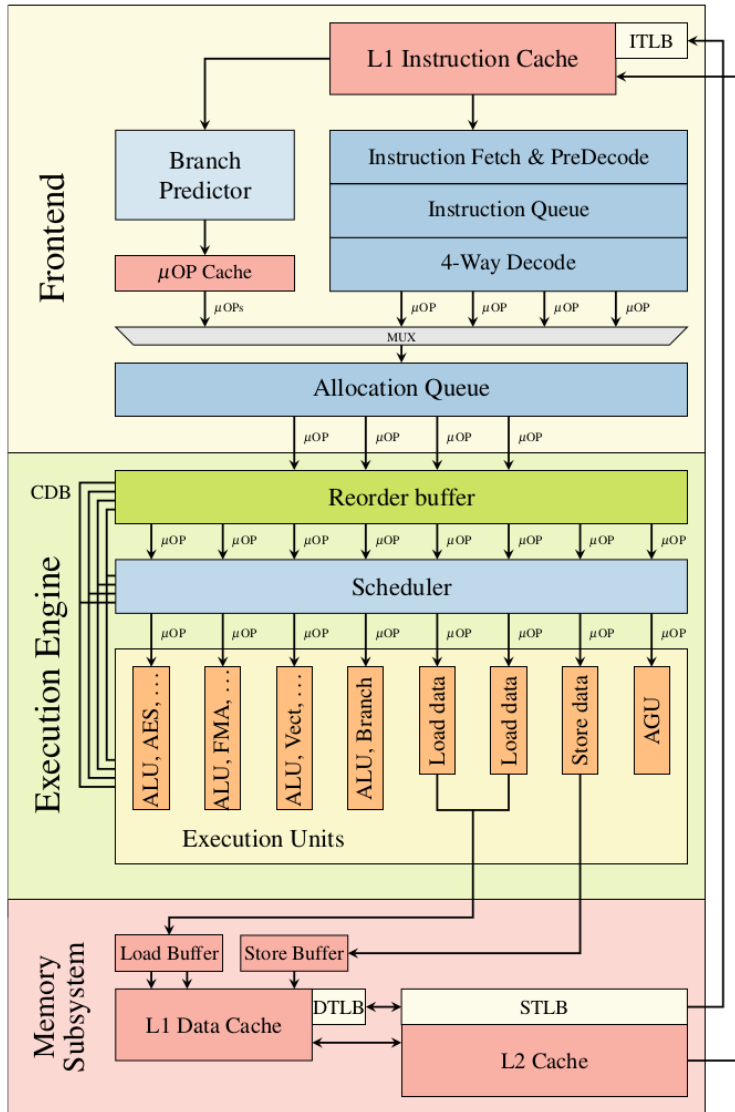 L1 Instruction Cache
ITLB
Frontend
Branch
Predictor
Instruction Fetch & PreDecode
Instruction Queue
µOP Cache
4-Way Decode
µOPs
µOP
µOP
µOP
µOP
MUX
Allocation Queue
µOP
µOP
µOP
µOP
Execution Engine
CDB
Reorder buffer
µOP
µOP
µOP
µOP
µOP
µOP
µOP
µOP
Scheduler
µOP
µOP
µOP
µOP
µOP
µOP
µOP
µOP
ALU, AES, …
ALU, FMA, …
ALU, Vect, …
ALU, Branch
Load data
Load data
Store data
AGU
Execution Units
Memory
Subsystem
Load Buffer
Store Buffer
L1 Data Cache
DTLB
STLB
L2 Cache